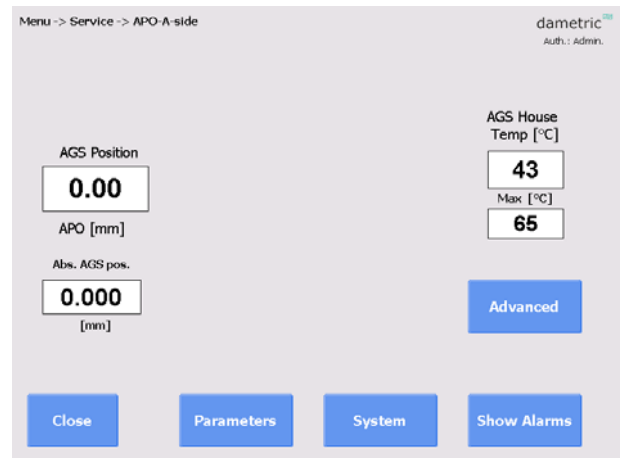 Menu -> Service -> APO-A-side
dametric
Auth.: Admin.
AGS House
Temp [°C]
43
Max [°C]
65
AGS Position
0.00
APO [mm]
Abs. AGS pos.
0.000
[mm]
Advanced
Close
Parameters
System
Show Alarms